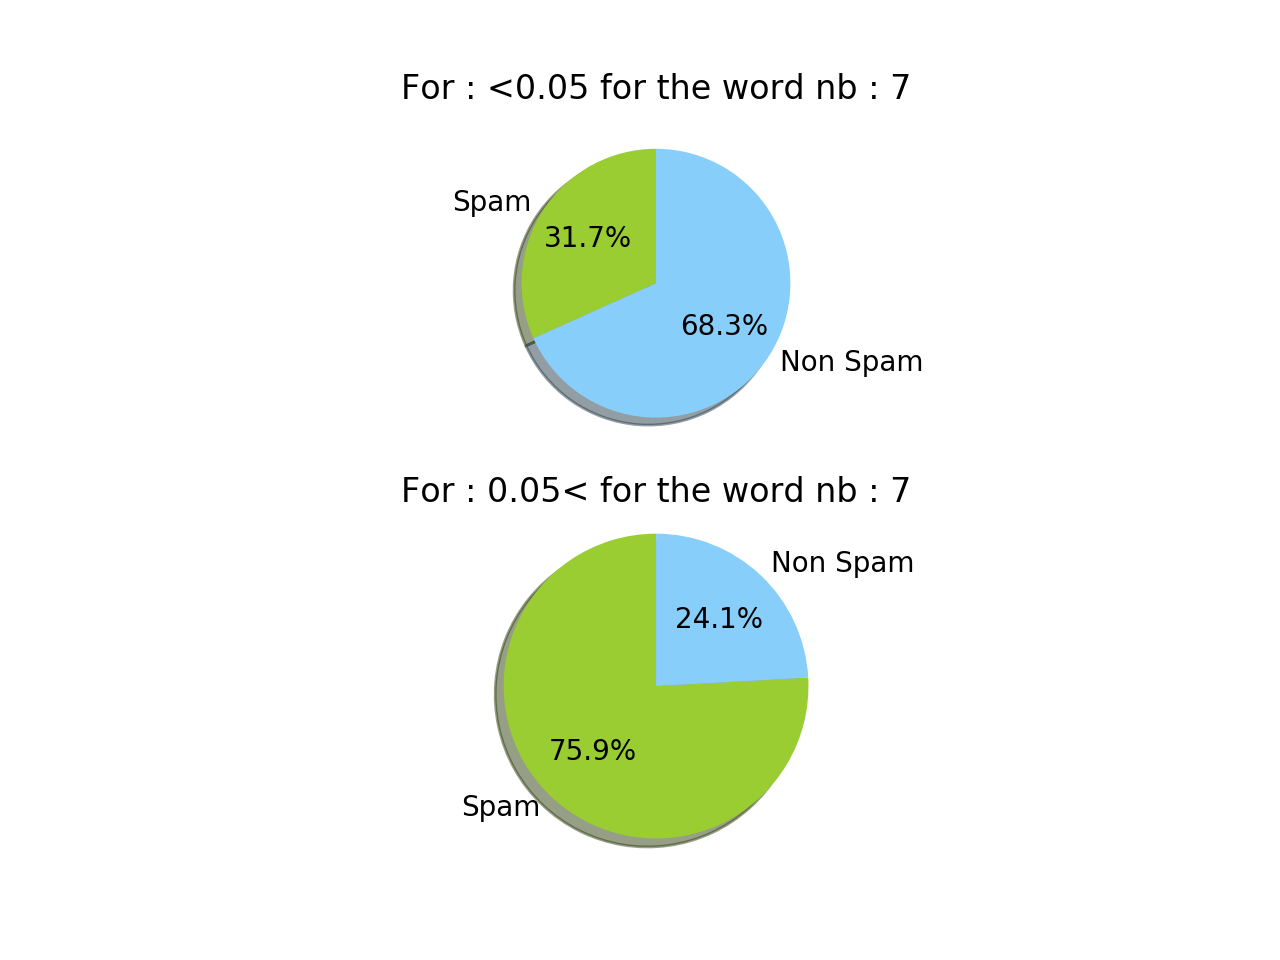 For : <0.05 for the word nb : 7
Spam
31.7%
68.3%
Non Spam
For : 0.05< for the word nb : 7
Non Spam
24.1%
75.9%
Spam